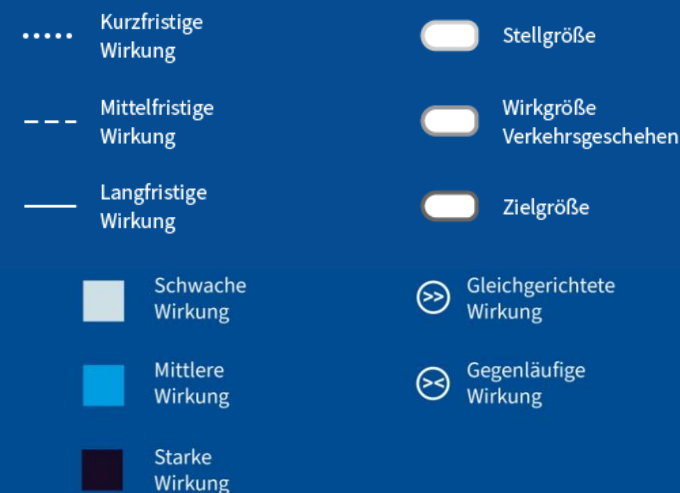 Kurzfristige
Wirkung
Stellgröße
Mittelfristige
Wirkung
Wirkgröße
Verkehrsgeschehen
Langfristige
Wirkung
Zielgröße
Schwache
Wirkung
>> Gleichgerichtete
Wirkung
Mittlere
Wirkung
>< Gegenläufige
Wirkung
Starke
Wirkung